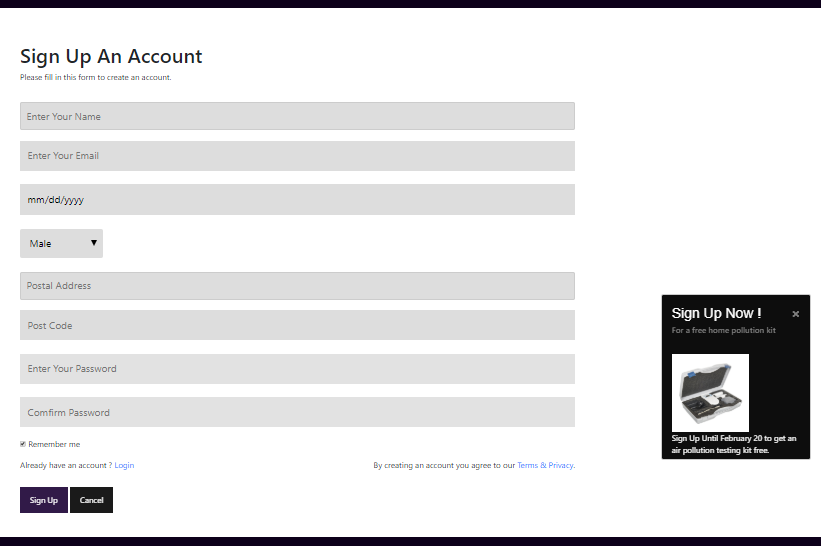 Sign Up An Account
Please fill in this form to create an account.
Enter Your Name
Enter Your Email
mm/dd/yyyy
Male
Postal Address
Post Code
Enter Your Password
Comfirm Password
Remember me
Already have an account ? Login
By creating an account you agree to our Terms & Privacy.
Sign Up
Cancel
Sign Up Now !
For a free home pollution kit
Sign Up Until February 20 to get an
air pollution testing kit free.